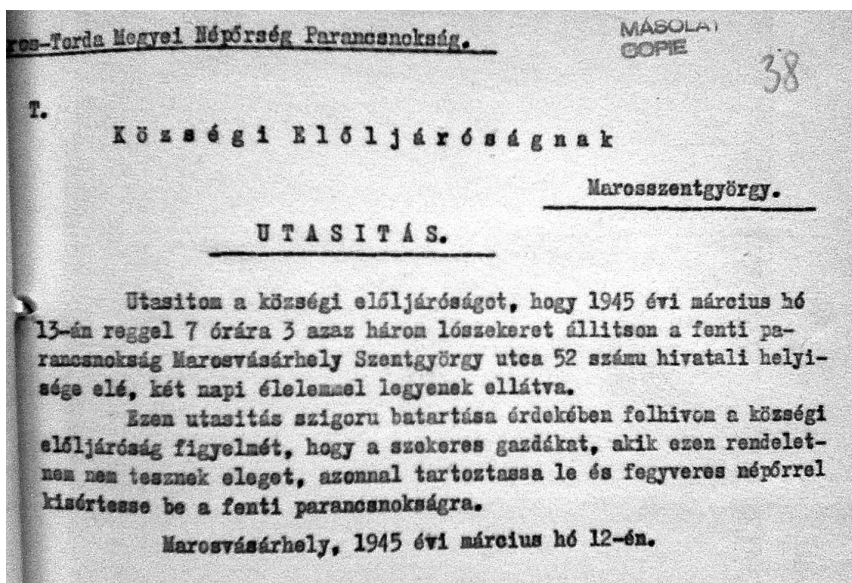 ros-Torda Megyei Népőrség Parancsnokság.
MÁSOLAT
COPIE
38
T.
Községi Előljáróságnak
Marosszentgyörgy.
UTASITÁS.
Utasitom a községi előljáróságot, hogy 1945 évi március hó
13-án reggel 7 órára 3 azaz három lószekeret állitson a fenti pa-
rancsnokság Marosvásárhely Szentgyörgy utca 52 számu hivatali helyi-
sége elé, két napi élelemmel legyenek ellátva.
Ezen utasitás szigoru batartása érdekében felhivom a községi
előljáróság figyelmét, hogy a szekeres gazdákat, akik ezen rendelet-
nem nem tesznek eleget, azonnal tartoztassa le és fegyveres népőrrel
kisértesse be a fenti parancsnokságra.
Marosvásárhely, 1945 évi március hó 12-én.